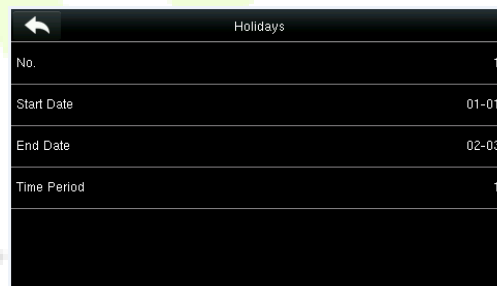 Holidays
No. 1
Start Date 01-01
End Date 02-03
Time Period 1